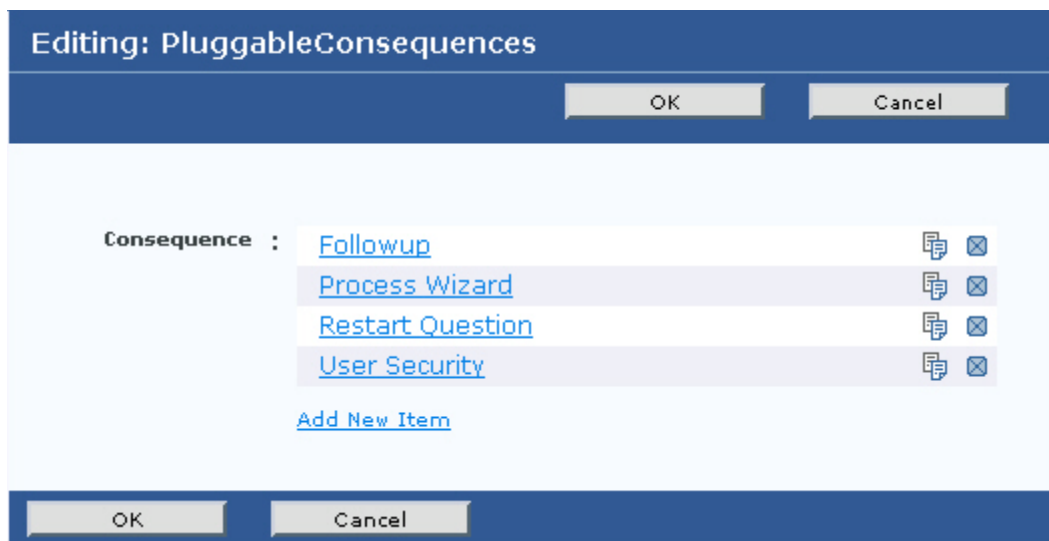 Editing: PluggableConsequences
OK Cancel
Consequence : Followup
Process Wizard
Restart Question
User Security
Add New Item
OK Cancel